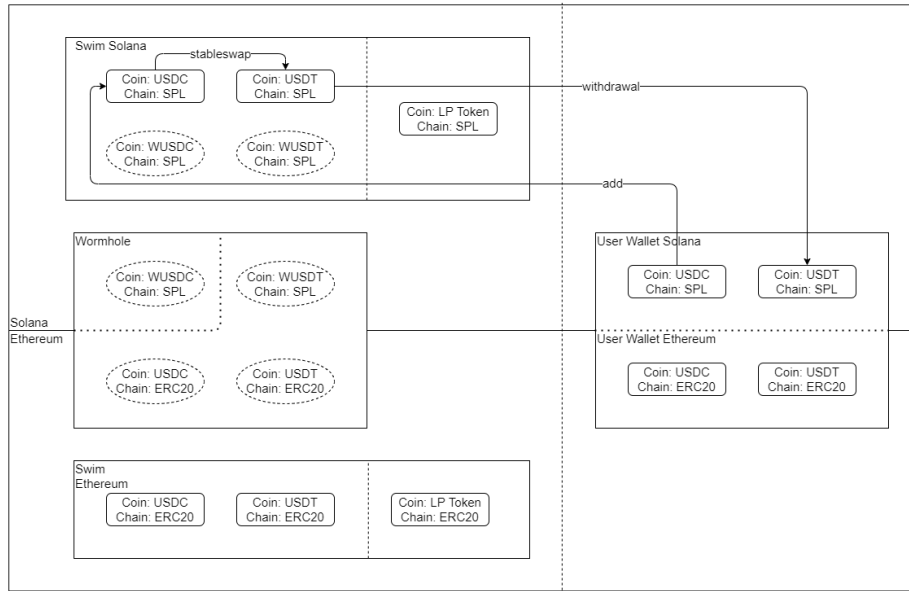 Swim Solana
stableswap
Coin: USDC
Chain: SPL
Coin: USDT
Chain: SPL
withdrawal
Coin: LP Token
Chain: SPL
Coin: WUSDC
Chain: SPL
Coin: WUSDT
Chain: SPL
add
Wormhole
Coin: WUSDC
Chain: SPL
Coin: WUSDT
Chain: SPL
User Wallet Solana
Coin: USDC
Chain: SPL
Coin: USDT
Chain: SPL
Solana
Ethereum
User Wallet Ethereum
Coin: USDC
Chain: ERC20
Coin: USDT
Chain: ERC20
Coin: USDC
Chain: ERC20
Coin: USDT
Chain: ERC20
Swim
Ethereum
Coin: USDC
Chain: ERC20
Coin: USDT
Chain: ERC20
Coin: LP Token
Chain: ERC20